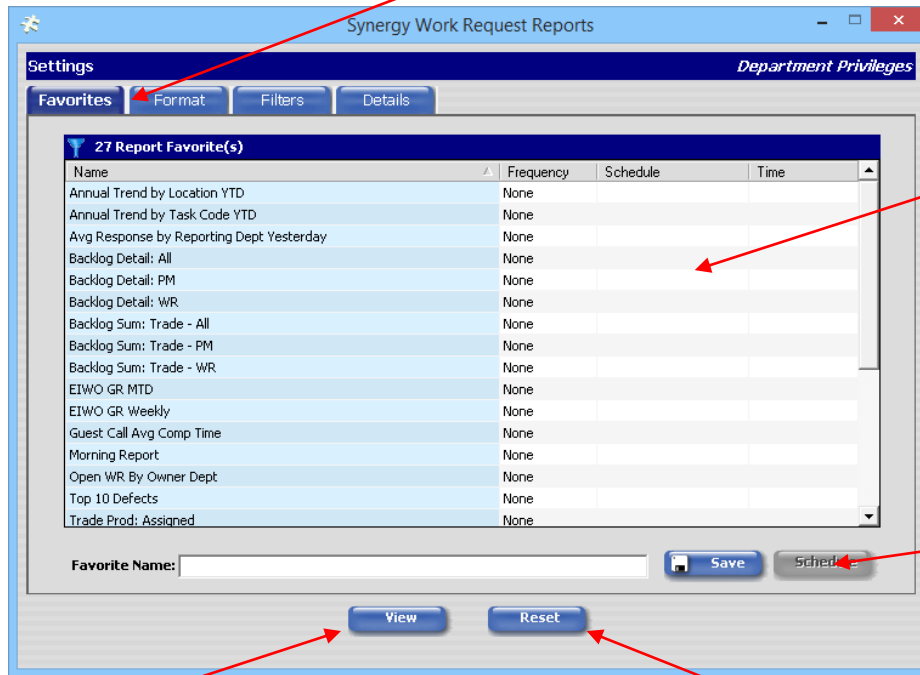 Synergy Work Request Reports
Settings Department Privileges
Favorites Format Filters Details
27 Report Favorite(s)
Name Frequency Schedule Time
Annual Trend by Location YTD None
Annual Trend by Task Code YTD None
Avg Response by Reporting Dept Yesterday None
Backlog Detail: All None
Backlog Detail: PM None
Backlog Detail: WR None
Backlog Sum: Trade - All None
Backlog Sum: Trade - PM None
Backlog Sum: Trade - WR None
EIWO GR MTD None
EIWO GR Weekly None
Guest Call Avg Comp Time None
Morning Report None
Open WR By Owner Dept None
Top 10 Defects None
Trade Prod: Assigned None
Favorite Name: Save Schedule
View Reset